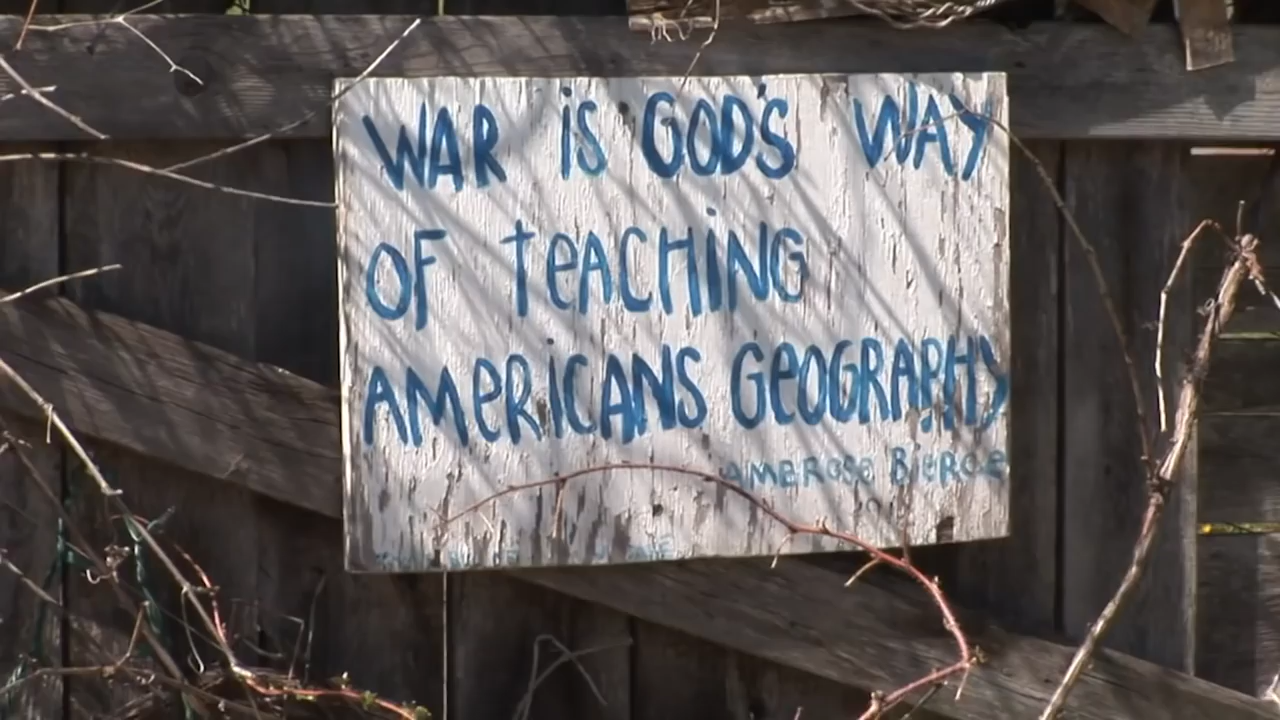 WAR iS GOD'S WAY
OF TeACHiNG
AMeRiCANS GeOGRAPHY
AMBROSE BiERCE